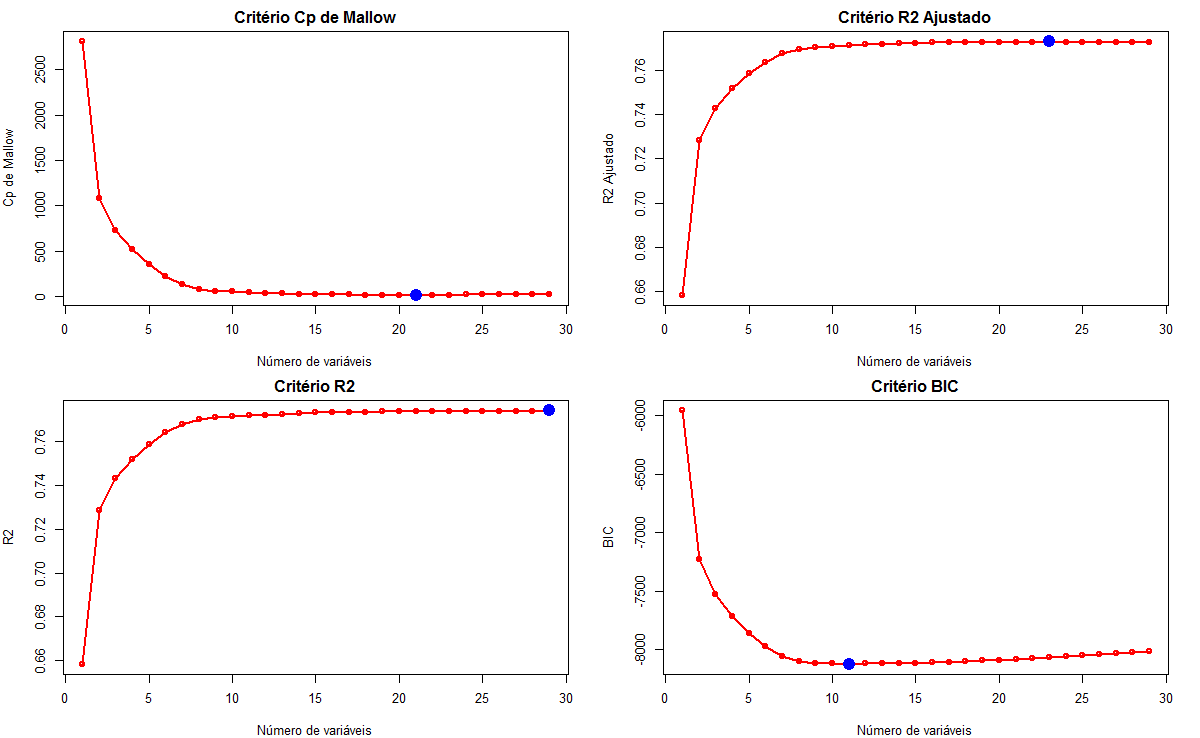 Critério Cp de Mallow
Cp de Mallow
2500
2000
1500
1000
500
0
0 5 10 15 20 25 30
Número de variáveis
Critério R2 Ajustado
R2 Ajustado
0.76
0.74
0.72
0.70
0.68
0.66
0 5 10 15 20 25 30
Número de variáveis
Critério R2
R2
0.76
0.74
0.72
0.70
0.68
0.66
0 5 10 15 20 25 30
Número de variáveis
Critério BIC
BIC
-6000
-6500
-7000
-7500
-8000
0 5 10 15 20 25 30
Número de variáveis